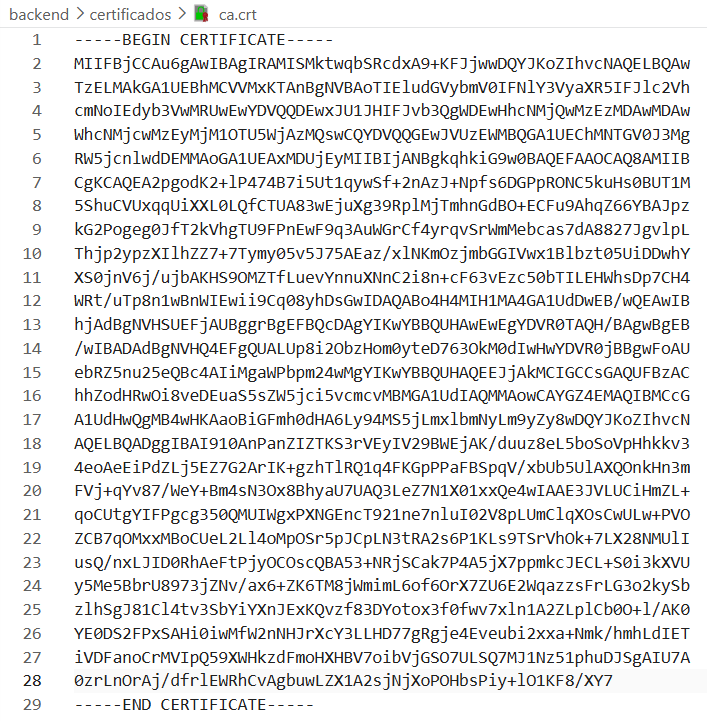 backend > certificados > ca.crt
1 -----BEGIN CERTIFICATE-----
2 MIIFBjCCAu6gAwIBAgIRAMISMktwqbSRcdxA9+KFJjwwDQYJKoZIhvcNAQELBQAw
3 TzELMAkGA1UEBhMCVVMxKTAnBgNVBAoTIEludGVybmV0IFNlY3VyaXR5IFJlc2Vh
4 cmNoIEdyb3VwMRUwEwYDVQQDEwxJU1JHIFJvb3QgWDEwHhcNMjQwMzEzMDAwMDAw
5 WhcNMjcwMzEyMjM1OTU5WjAzMQswCQYDVQQGEwJVUzEWMBQGA1UEChMNTGV0J3Mg
6 RW5jcnlwdDEMMAoGA1UEAxMDUjEyMIIBIjANBgkqhkiG9w0BAQEFAAOCAQ8AMIIB
7 CgKCAQEA2pgodK2+lP474B7i5Ut1qywSf+2nAzJ+Npfs6DGPpRONC5kuHs0BUT1M
8 5ShuCVUxqqUiXXL0LQfCTUA83wEjuXg39RplMjTmhnGdBO+ECFu9AhqZ66YBAJpz
9 kG2Pogeg0JfT2kVhgTU9FPnEwF9q3AuWGrCf4yrqvSrWmMebcas7dA8827JgvlpL
10 Thjp2ypzXIlhZZ7+7Tymy05v5J75AEaz/xlNKmOzjmbGGIVwx1Blbzt05UiDDwhY
11 XS0jnV6j/ujbAKHS9OMZTfLuevYnnuXNnC2i8n+cF63vEzc50bTILEHWhsDp7CH4
12 WRt/uTp8n1wBnWIEwii9Cq08yhDsGwIDAQABo4H4MIH1MA4GA1UdDwEB/wQEAwIB
13 hjAdBgNVHSUEFjAUBggrBgEFBQcDAgYIKwYBBQUHAwEwEgYDVR0TAQH/BAgwBgEB
14 /wIBADAdBgNVHQ4EFgQUALUp8i2ObzHom0yteD763OkM0dIwHwYDVR0jBBgwFoAU
15 ebRZ5nu25eQBc4AIiMgaWPbpm24wMgYIKwYBBQUHAQEEJjAkMCIGCCsGAQUFBzAC
16 hhZodHRwOi8veDEuaS5sZW5jci5vcmcvMBMGA1UdIAQMMAowCAYGZ4EMAQIBMCcG
17 A1UdHwQgMB4wHKAaoBiGFmh0dHA6Ly94MS5jLmxlbmNyLm9yZy8wDQYJKoZIhvcN
18 AQELBQADggIBAI910AnPanZIZTKS3rVEyIV29BWEjAK/duuz8eL5boSoVpHhkkv3
19 4eoAeEiPdZLj5EZ7G2ArIK+gzhTlRQ1q4FKGpPPaFBSpqV/xbUb5UlAXQOnkHn3m
20 FVj+qYv87/WeY+Bm4sN3Ox8BhyaU7UAQ3LeZ7N1X01xxQe4wIAAE3JVLUCiHmZL+
21 qoCUtgYIFPgcg350QMUIWgxPXNGEncT921ne7nluI02V8pLUmClqXOsCwULw+PVO
22 ZCB7qOMxxMBoCUeL2Ll4oMpOSr5pJCpLN3tRA2s6P1KLs9TSrVhOk+7LX28NMUlI
23 usQ/nxLJID0RhAeFtPjyOCOscQBA53+NRjSCak7P4A5jX7ppmkcJECL+S0i3kXVU
24 y5Me5BbrU8973jZNv/ax6+ZK6TM8jWmimL6of6OrX7ZU6E2WqazzsFrLG3o2kySb
25 zlhSgJ81Cl4tv3SbYiYXnJExKQvzf83DYotox3f0fwv7xln1A2ZLplCb0O+l/AK0
26 YE0DS2FPxSAHi0iwMfW2nNHJrXcY3LLHD77gRgje4Eveubi2xxa+Nmk/hmhLdIET
27 iVDFanoCrMVIpQ59XWHkzdFmoHXHBV7oibVjGSO7ULSQ7MJ1Nz51phuDJSgAIU7A
28 0zrLnOrAj/dfrlEWRhCvAgbuwLZX1A2sjNjXoPOHbsPiy+lO1KF8/XY7
29 -----END CERTIFICATE-----